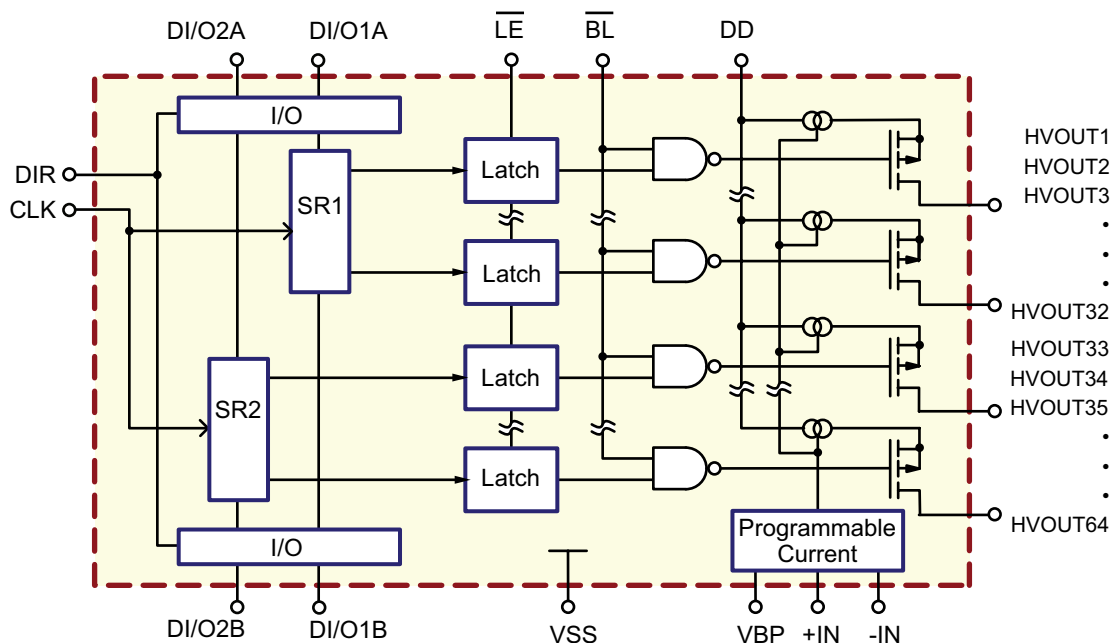 DI/O2A
DI/O1A
LE
BL
DD
I/O
DIR
CLK
SR1
Latch
HVOUT1
HVOUT2
HVOUT3
Latch
HVOUT32
SR2
Latch
HVOUT33
HVOUT34
HVOUT35
Latch
HVOUT64
I/O
Programmable
Current
DI/O2B
DI/O1B
VSS
VBP
+IN
-IN